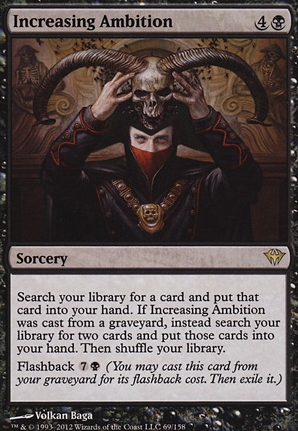 Increasing Ambition 4
Sorcery
Search your library for a card and put that
card into your hand. If Increasing Ambition
was cast from a graveyard, instead search your
library for two cards and put those cards into
your hand. Then shuffle your library.
Flashback 7 (You may cast this card from
your graveyard for its flashback cost. Then exile it.)
Volkan Baga
™ & © 1993–2012 Wizards of the Coast LLC 69/158